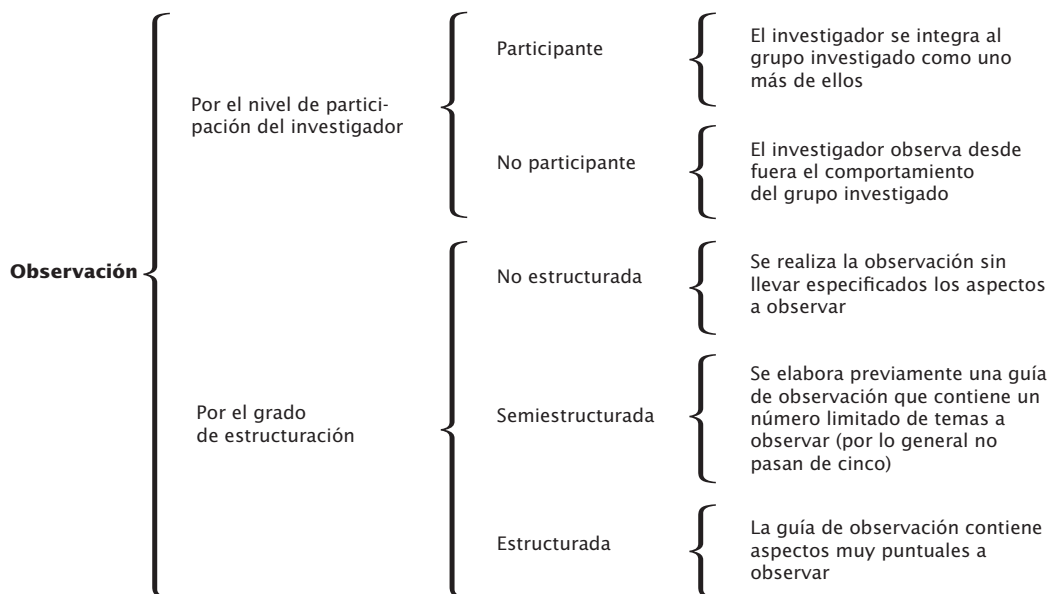 Observación
Por el nivel de partici-
pación del investigador
Participante
El investigador se integra al
grupo investigado como uno
más de ellos
No participante
El investigador observa desde
fuera el comportamiento
del grupo investigado
Por el grado
de estructuración
No estructurada
Se realiza la observación sin
llevar especificados los aspectos
a observar
Semiestructurada
Se elabora previamente una guía
de observación que contiene un
número limitado de temas a
observar (por lo general no
pasan de cinco)
Estructurada
La guía de observación contiene
aspectos muy puntuales a
observar